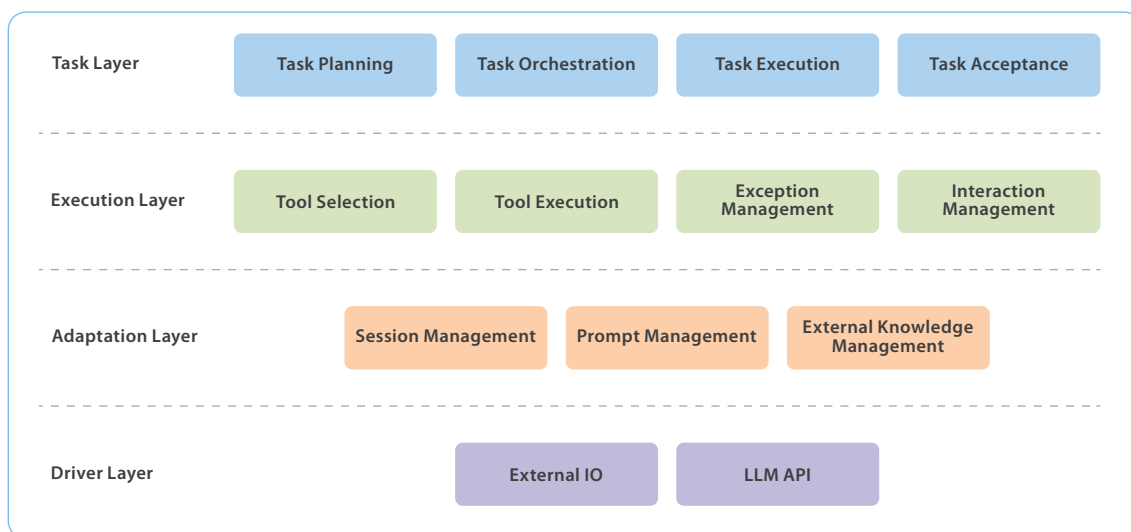 Task Layer
Task Planning
Task Orchestration
Task Execution
Task Acceptance
Execution Layer
Tool Selection
Tool Execution
Exception
Management
Interaction
Management
Adaptation Layer
Session Management
Prompt Management
External Knowledge
Management
Driver Layer
External IO
LLM API